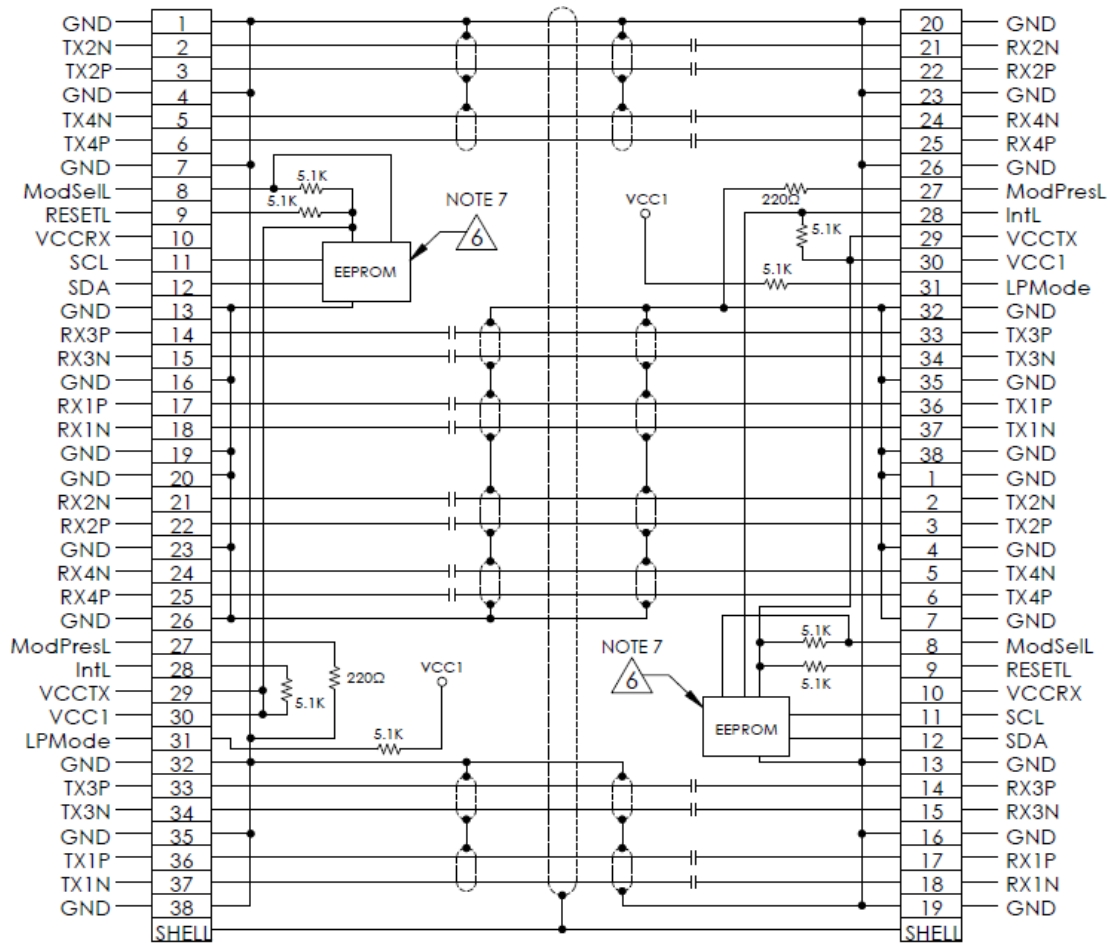 GND 1 20 GND
TX2N 2 21 RX2N
TX2P 3 22 RX2P
GND 4 23 GND
TX4N 5 24 RX4N
TX4P 6 25 RX4P
GND 7 26 GND
ModSelL 8 5.1K 220Ω 27 ModPresL
RESETL 9 5.1K NOTE 7 VCC1 28 IntL
VCCRX 10 6 5.1K 29 VCCTX
SCL 11 EEPROM 30 VCC1
SDA 12 5.1K 31 LPMode
GND 13 32 GND
RX3P 14 33 TX3P
RX3N 15 34 TX3N
GND 16 35 GND
RX1P 17 36 TX1P
RX1N 18 37 TX1N
GND 19 38 GND
GND 20 1 GND
RX2N 21 2 TX2N
RX2P 22 3 TX2P
GND 23 4 GND
RX4N 24 5 TX4N
RX4P 25 6 TX4P
GND 26 7 GND
ModPresL 27 NOTE 7 5.1K 8 ModSelL
IntL 28 220Ω VCC1 6 5.1K 9 RESETL
VCCTX 29 5.1K 10 VCCRX
VCC1 30 EEPROM 11 SCL
LPMode 31 5.1K 12 SDA
GND 32 13 GND
TX3P 33 14 RX3P
TX3N 34 15 RX3N
GND 35 16 GND
TX1P 36 17 RX1P
TX1N 37 18 RX1N
GND 38 19 GND
SHELL SHELL